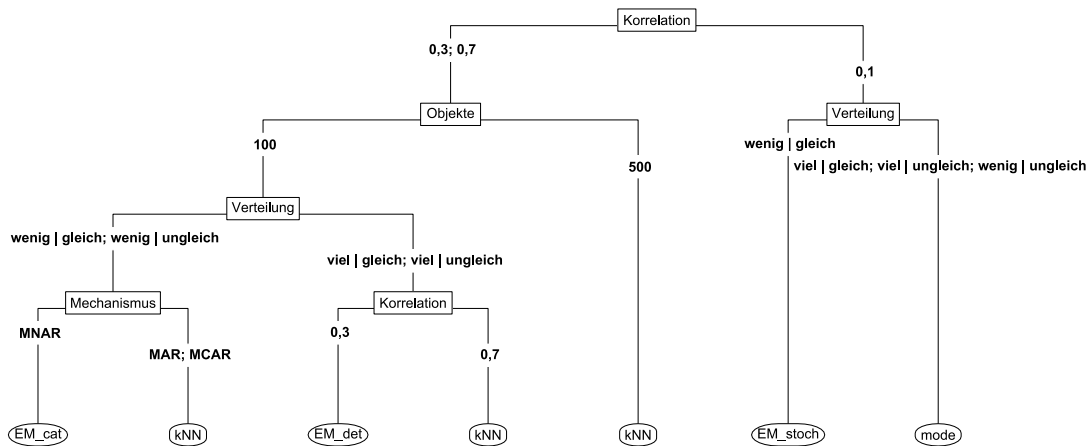 Korrelation
0,3; 0,7
0,1
Objekte
Verteilung
100
wenig | gleich
500
viel | gleich; viel | ungleich; wenig | ungleich
Verteilung
wenig | gleich; wenig | ungleich
viel | gleich; viel | ungleich
Mechanismus
Korrelation
MNAR
0,3
MAR; MCAR
0,7
EM_cat
kNN
EM_det
kNN
kNN
EM_stoch
mode